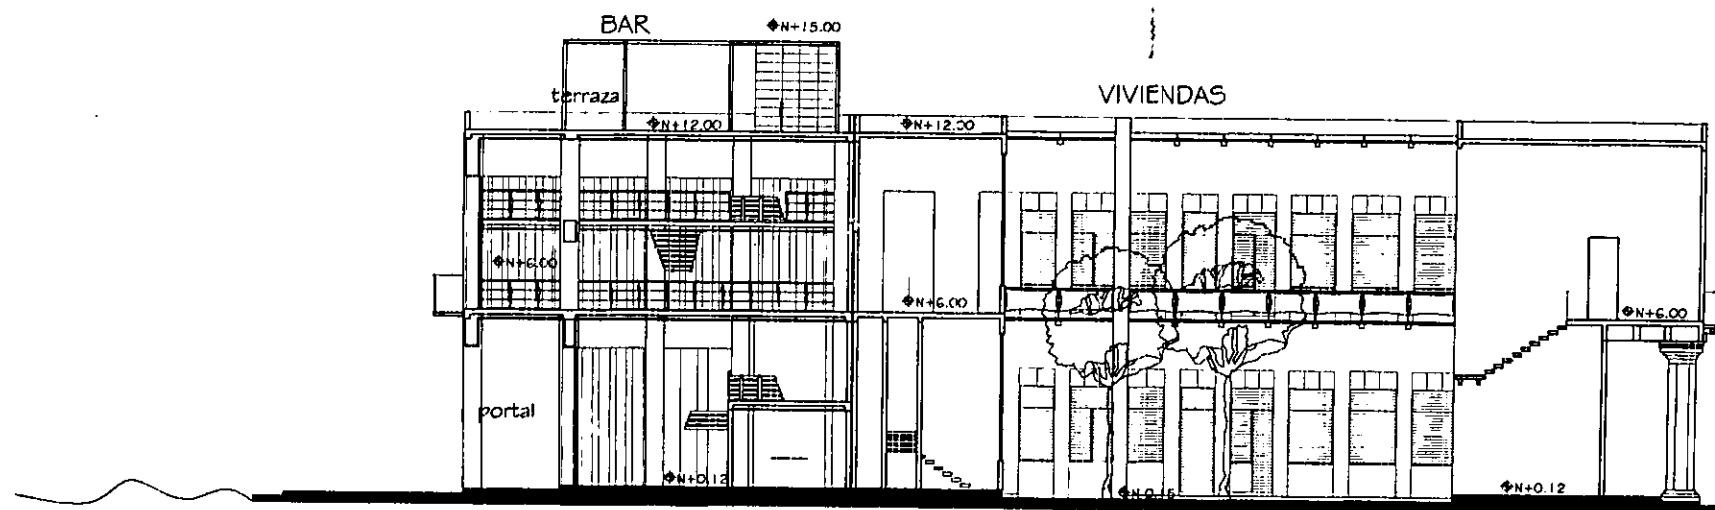 BAR
N+15.00
terraza
VIVIENDAS
N+12.00
N+12.00
N+6.00
N+6.00
N+6.00
portal
N+0.12
N+0.12